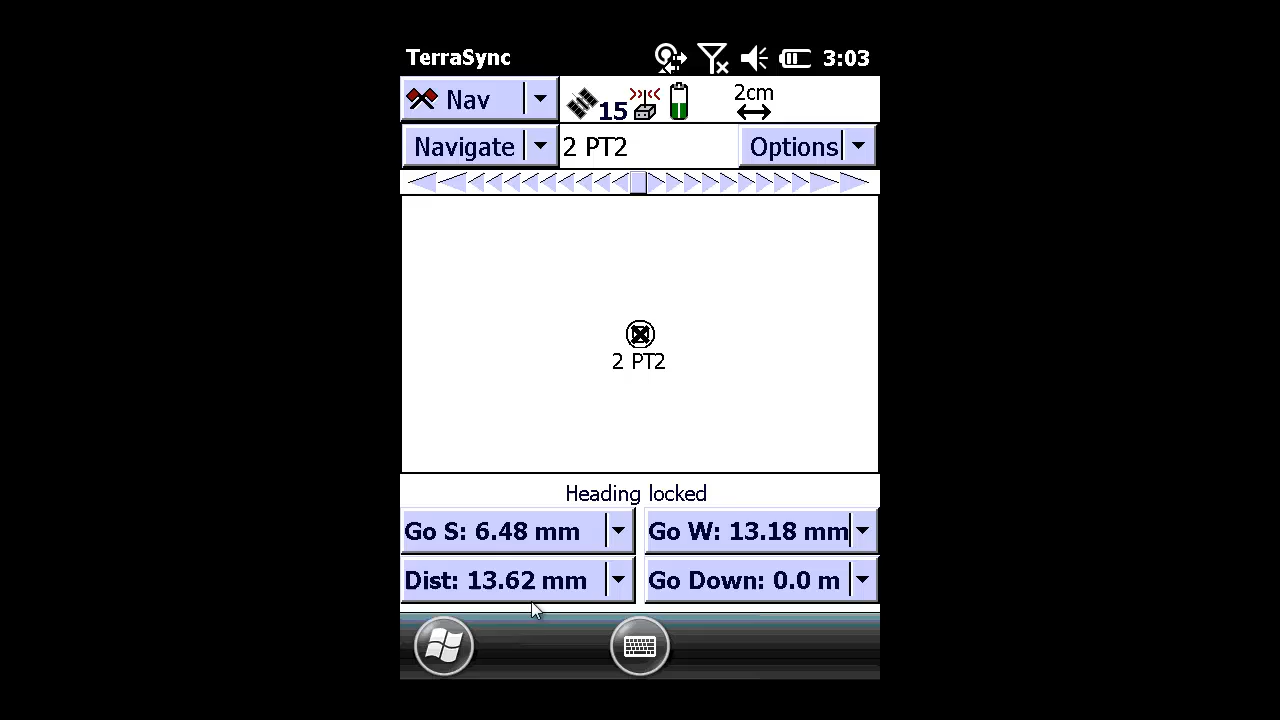 TerraSync 3:03
Nav 15 2cm
Navigate 2 PT2 Options
2 PT2
Heading locked
Go S: 6.48 mm Go W: 13.18 mm
Dist: 13.62 mm Go Down: 0.0 m